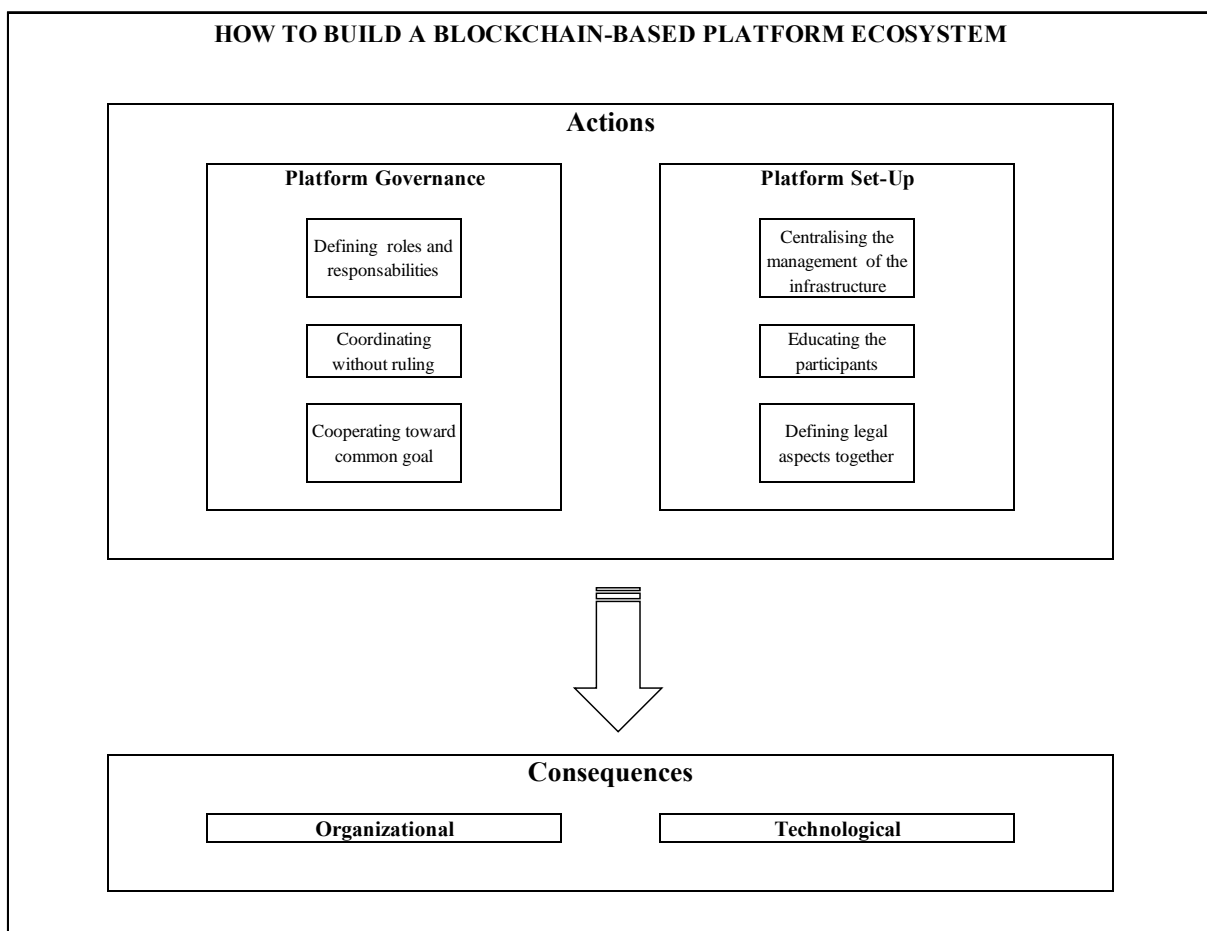 HOW TO BUILD A BLOCKCHAIN-BASED PLATFORM ECOSYSTEM
Actions
Platform Governance
Defining roles and
responsabilities
Coordinating
without ruling
Cooperating toward
common goal
Platform Set-Up
Centralising the
management of the
infrastructure
Educating the
participants
Defining legal
aspects together
Consequences
Organizational
Technological